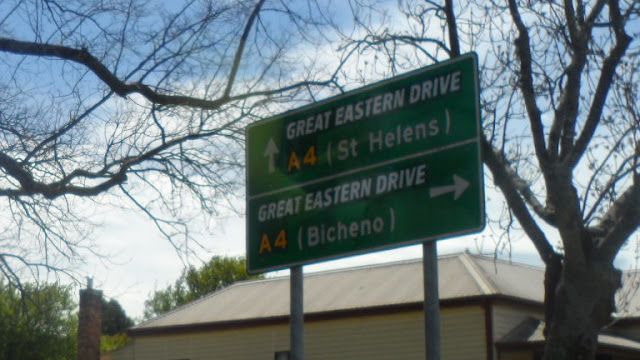 GREAT EASTERN DRIVE
A4 (St Helens)
GREAT EASTERN DRIVE
A4 (Bicheno)